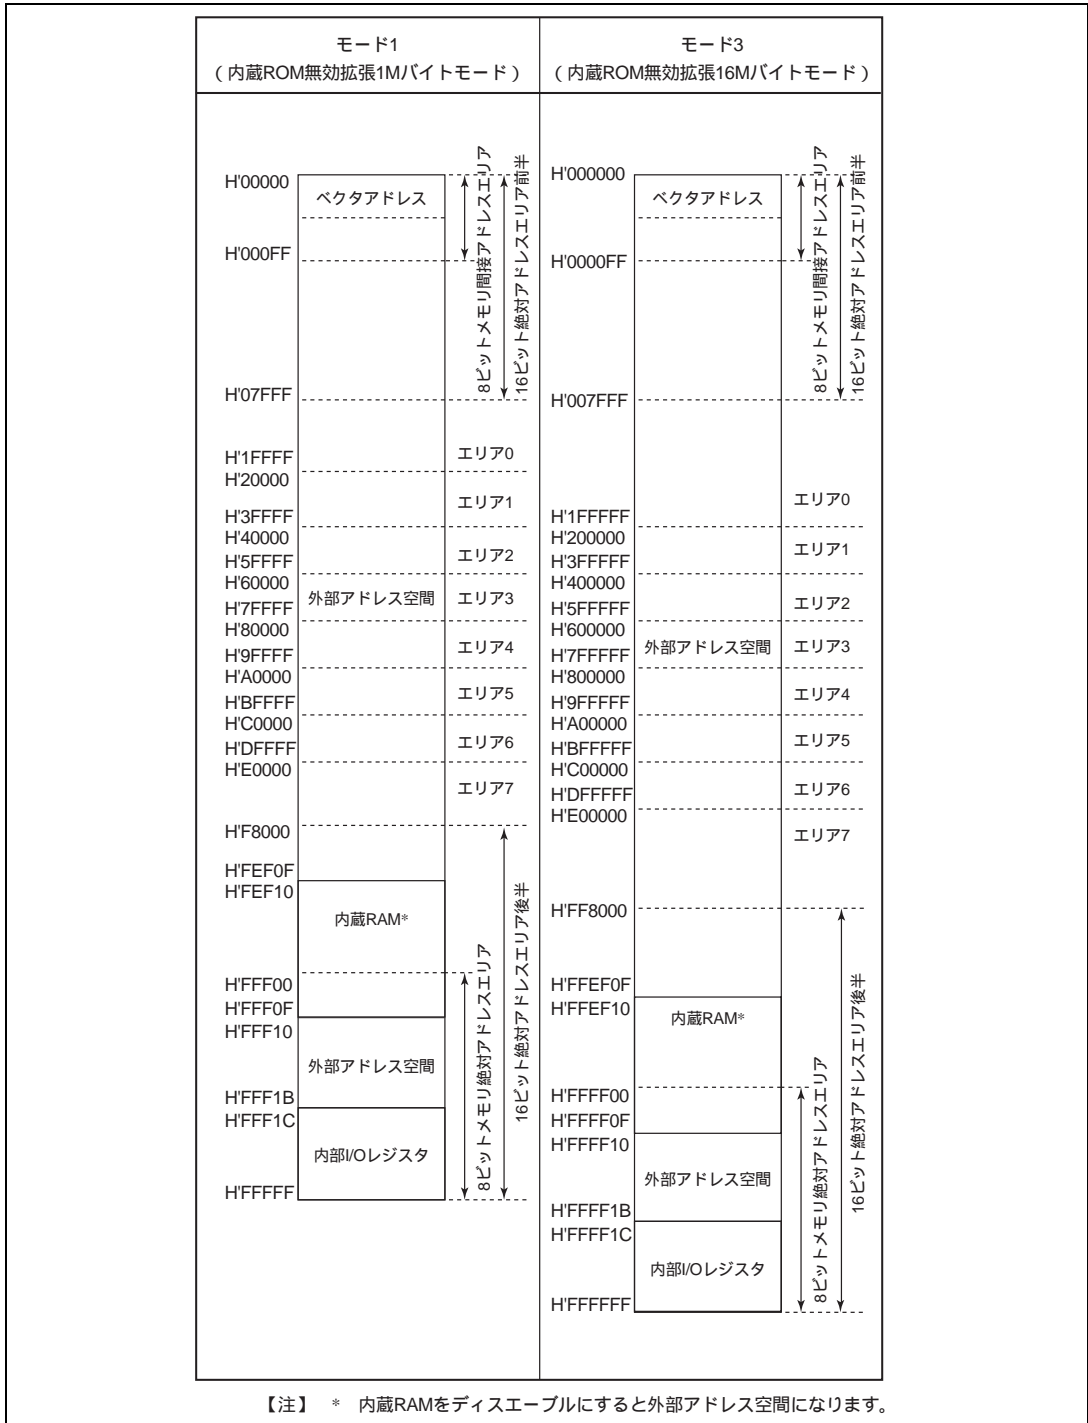 モード1
（内蔵ROM無効拡張1Mバイトモード）
H'00000
ベクタアドレス
H'000FF
8ビットメモリ間接アドレスエリア
16ビット絶対アドレスエリア前半
H'07FFF
エリア0
H'1FFFF
H'20000
エリア1
H'3FFFF
H'40000
エリア2
H'5FFFF
H'60000
外部アドレス空間
エリア3
H'7FFFF
H'80000
エリア4
H'9FFFF
H'A0000
エリア5
H'BFFFF
H'C0000
エリア6
H'DFFFF
H'E0000
エリア7
H'F8000
H'FEF0F
H'FEF10
内蔵RAM*
H'FFF00
H'FFF0F
H'FFF10
外部アドレス空間
H'FFF1B
H'FFF1C
内部I/Oレジスタ
H'FFFFF
8ビットメモリ絶対アドレスエリア
16ビット絶対アドレスエリア後半
モード3
（内蔵ROM無効拡張16Mバイトモード）
H'000000
ベクタアドレス
H'0000FF
8ビットメモリ間接アドレスエリア
16ビット絶対アドレスエリア前半
H'007FFF
エリア0
H'1FFFFF
H'200000
エリア1
H'3FFFFF
H'400000
エリア2
H'5FFFFF
H'600000
外部アドレス空間
エリア3
H'7FFFFF
H'800000
エリア4
H'9FFFFF
H'A00000
エリア5
H'BFFFFF
H'C00000
エリア6
H'DFFFFF
H'E00000
エリア7
H'FF8000
H'FFEF0F
H'FFEF10
内蔵RAM*
H'FFFF00
H'FFFF0F
H'FFFF10
外部アドレス空間
H'FFFF1B
H'FFFF1C
内部I/Oレジスタ
H'FFFFFF
8ビットメモリ絶対アドレスエリア
16ビット絶対アドレスエリア後半
【注】 * 内蔵RAMをディスエーブルにすると外部アドレス空間になります。